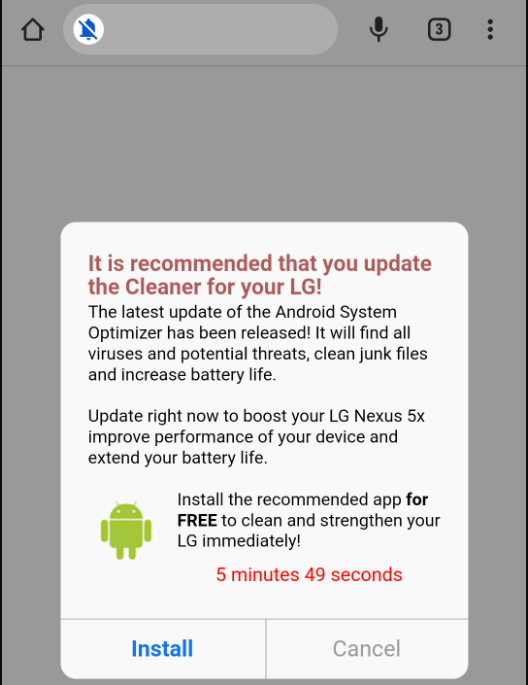 3
It is recommended that you update
the Cleaner for your LG!
The latest update of the Android System
Optimizer has been released! It will find all
viruses and potential threats, clean junk files
and increase battery life.
Update right now to boost your LG Nexus 5x
improve performance of your device and
extend your battery life.
Install the recommended app for
FREE to clean and strengthen your
LG immediately!
5 minutes 49 seconds
Install
Cancel